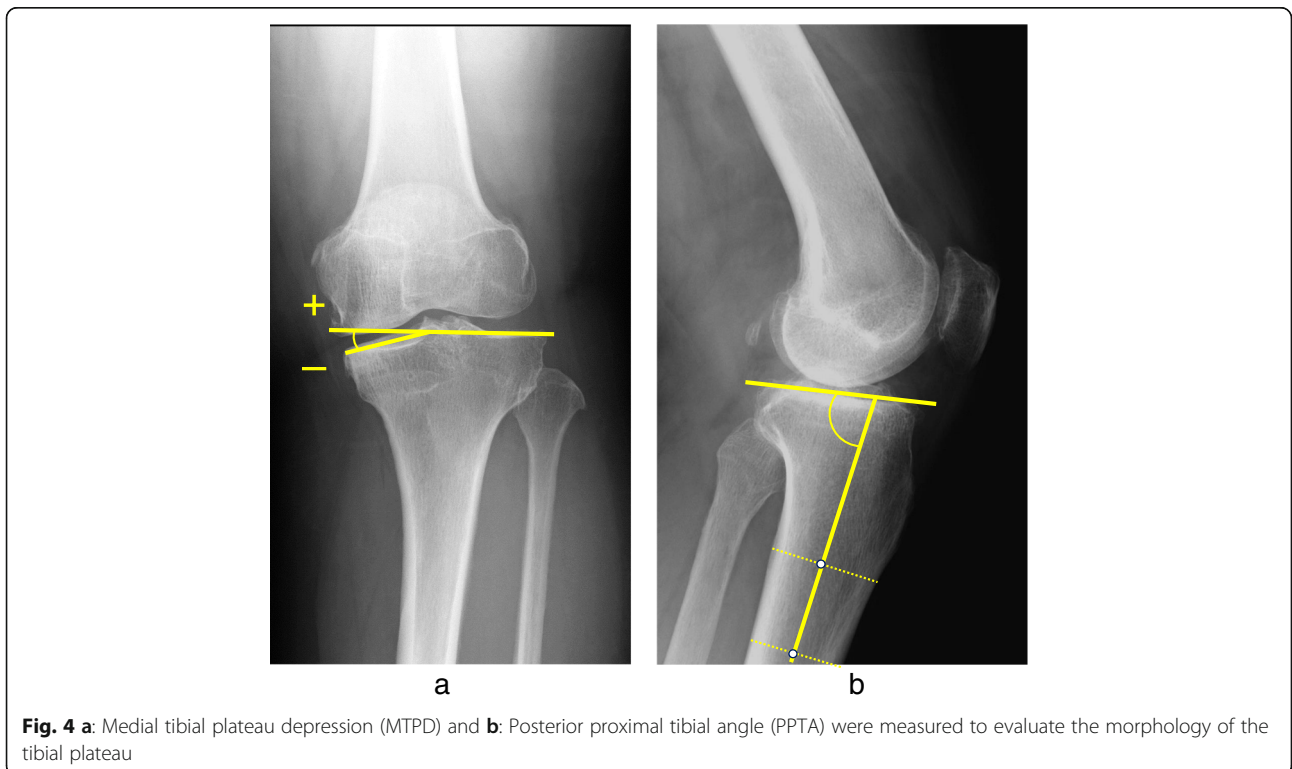 +
−
a
b
Fig. 4 a: Medial tibial plateau depression (MTPD) and b: Posterior proximal tibial angle (PPTA) were measured to evaluate the morphology of the
tibial plateau